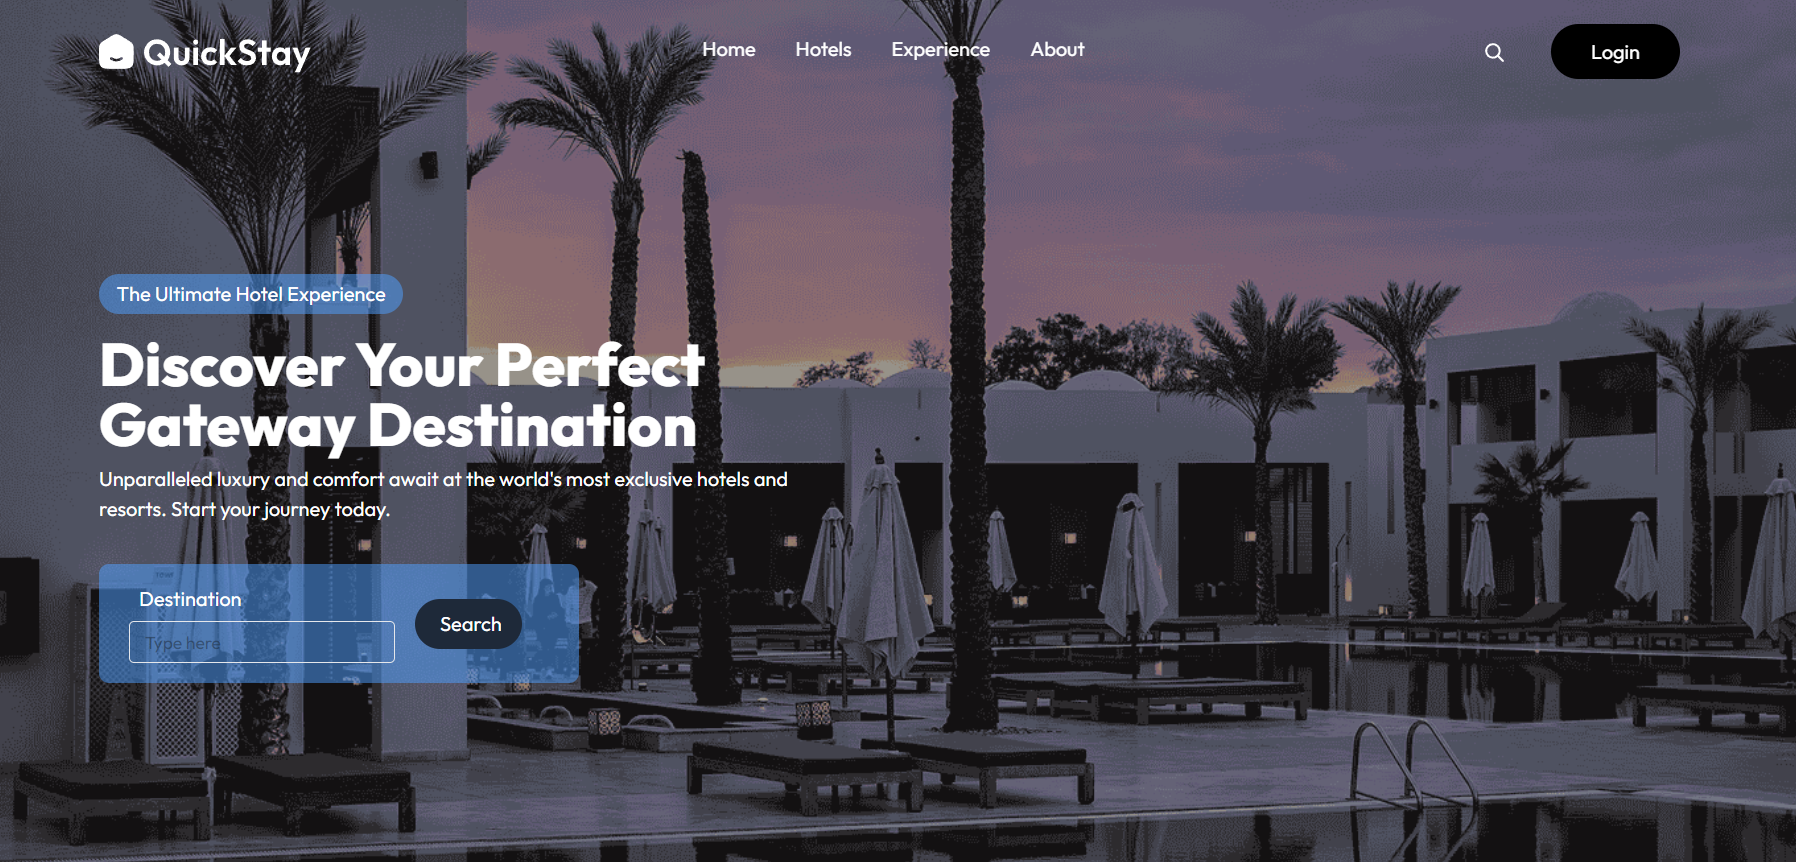 QuickStay
Home
Hotels
Experience
About
Login
The Ultimate Hotel Experience
Discover Your Perfect
Gateway Destination
Unparalleled luxury and comfort await at the world's most exclusive hotels and
resorts. Start your journey today.
Destination
Type here
Search